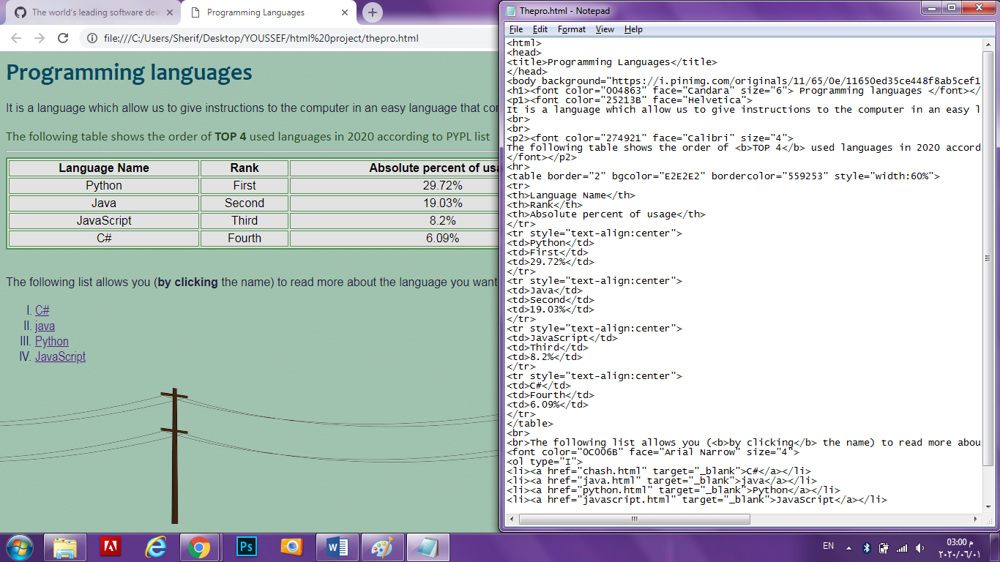 The world's leading software dev
Programming Languages
file:///C:/Users/Sherif/Desktop/YOUSSEF/html%20project/thepro.html
Programming languages
It is a language which allow us to give instructions to the computer in an easy language that con
The following table shows the order of TOP 4 used languages in 2020 according to PYPL list
Language Name Rank Absolute percent of usa
Python First 29.72%
Java Second 19.03%
JavaScript Third 8.2%
C# Fourth 6.09%
The following list allows you (by clicking the name) to read more about the language you want
I. C#
II. java
III. Python
IV. JavaScript
Thepro.html - Notepad
File Edit Format View Help
<html>
<head>
<title>Programming Languages</title>
</head>
<body background="https://i.pinimg.com/originals/11/65/0e/11650ed35ce448f8ab5cef1
<h1><font color="004863" face="Candara" size="6"> Programming languages </font></
<p1><font color="25213B" face="Helvetica">
It is a language which allow us to give instructions to the computer in an easy l
<br>
<br>
<p2><font color="274921" face="Calibri" size="4">
The following table shows the order of <b>TOP 4</b> used languages in 2020 accord
</font></p2>
<hr>
<table border="2" bgcolor="E2E2E2" bordercolor="559253" style="width:60%">
<tr>
<th>Language Name</th>
<th>Rank</th>
<th>Absolute percent of usage</th>
</tr>
<tr style="text-align:center">
<td>Python</td>
<td>First</td>
<td>29.72%</td>
</tr>
<tr style="text-align:center">
<td>Java</td>
<td>Second</td>
<td>19.03%</td>
</tr>
<tr style="text-align:center">
<td>JavaScript</td>
<td>Third</td>
<td>8.2%</td>
</tr>
<tr style="text-align:center">
<td>C#</td>
<td>Fourth</td>
<td>6.09%</td>
</tr>
</table>
<br>
<br>The following list allows you (<b>by clicking</b> the name) to read more abou
<font color="0C006B" face="Arial Narrow" size="4">
<ol type="I">
<li><a href="chash.html" target="_blank">C#</a></li>
<li><a href="java.html" target="_blank">java</a></li>
<li><a href="python.html" target="_blank">Python</a></li>
<li><a href="javascript.html" target="_blank">JavaScript</a></li>
Ps
W
EN
03:00 م
٢٠٢٠/٠٦/٠١